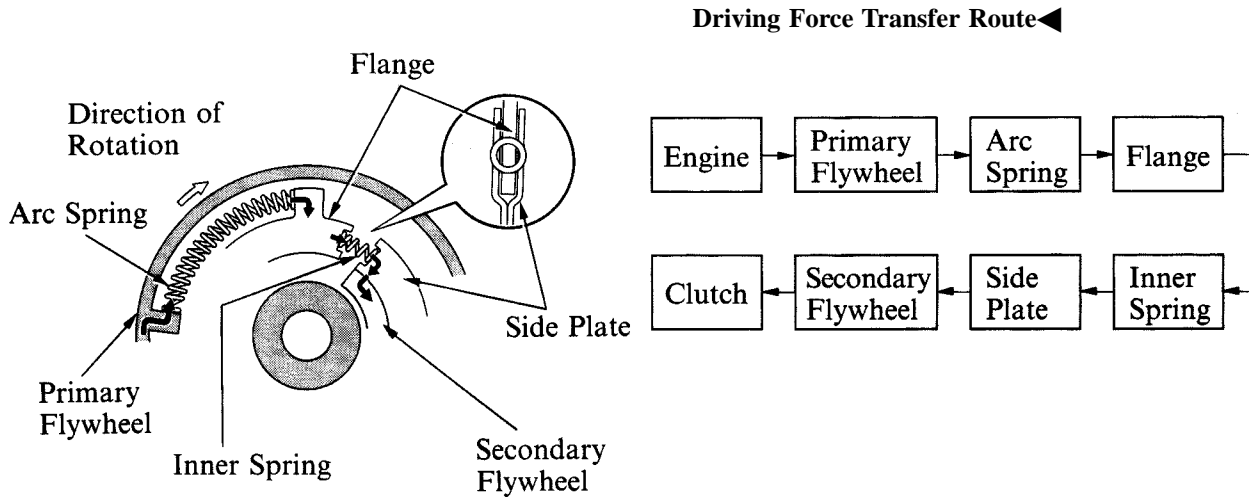 Driving Force Transfer Route
Flange
Direction of
Rotation
Arc Spring
Primary
Flywheel
Inner Spring
Secondary
Flywheel
Side Plate
Engine
Primary
Flywheel
Arc
Spring
Flange
Clutch
Secondary
Flywheel
Side
Plate
Inner
Spring